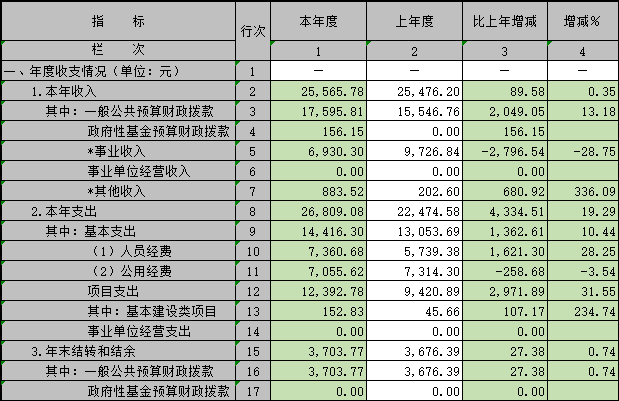 指 标 行次 本年度 上年度 比上年增减 增减%
栏 次 1 2 3 4
一、年度收支情况（单位：元） 1 — — — —
1.本年收入 2 25,565.78 25,476.20 89.58 0.35
其中：一般公共预算财政拨款 3 17,595.81 15,546.76 2,049.05 13.18
政府性基金预算财政拨款 4 156.15 0.00 156.15
*事业收入 5 6,930.30 9,726.84 -2,796.54 -28.75
事业单位经营收入 6 0.00 0.00 0.00
*其他收入 7 883.52 202.60 680.92 336.09
2.本年支出 8 26,809.08 22,474.58 4,334.51 19.29
其中：基本支出 9 14,416.30 13,053.69 1,362.61 10.44
（1）人员经费 10 7,360.68 5,739.38 1,621.30 28.25
（2）公用经费 11 7,055.62 7,314.30 -258.68 -3.54
项目支出 12 12,392.78 9,420.89 2,971.89 31.55
其中：基本建设类项目 13 152.83 45.66 107.17 234.74
事业单位经营支出 14 0.00 0.00 0.00
3.年末结转和结余 15 3,703.77 3,676.39 27.38 0.74
其中：一般公共预算财政拨款 16 3,703.77 3,676.39 27.38 0.74
政府性基金预算财政拨款 17 0.00 0.00 0.00